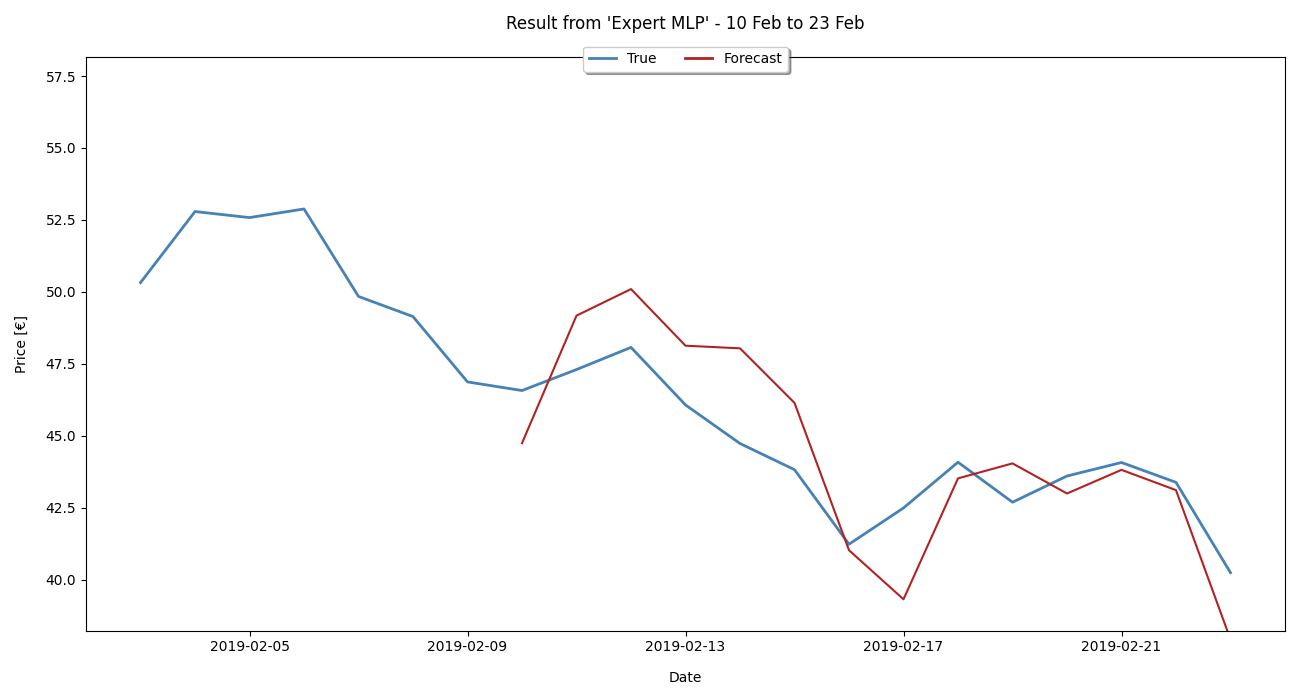 Result from 'Expert MLP' - 10 Feb to 23 Feb
True Forecast
57.5
55.0
52.5
50.0
47.5
45.0
42.5
40.0
Price [€]
2019-02-05 2019-02-09 2019-02-13 2019-02-17 2019-02-21
Date